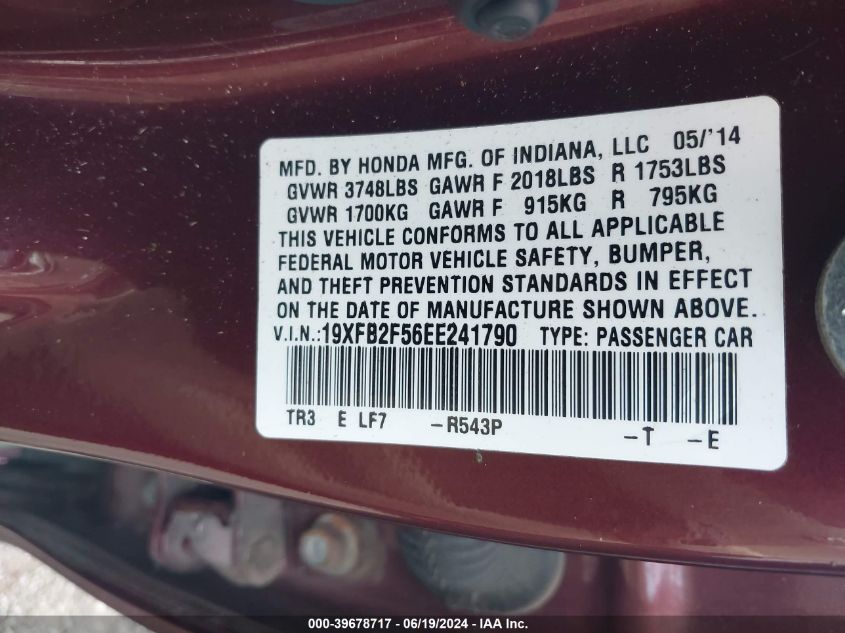 MFD. BY HONDA MFG. OF INDIANA, LLC 05/'14
GVWR 3748LBS GAWR F 2018LBS R 1753LBS
GVWR 1700KG GAWR F 915KG R 795KG
THIS VEHICLE CONFORMS TO ALL APPLICABLE
FEDERAL MOTOR VEHICLE SAFETY, BUMPER,
AND THEFT PREVENTION STANDARDS IN EFFECT
ON THE DATE OF MANUFACTURE SHOWN ABOVE.
V.I.N.:19XFB2F56EE241790 TYPE: PASSENGER CAR
TR3 E LF7 -R543P -T -E
000-39678717 - 06/19/2024 - IAA Inc.